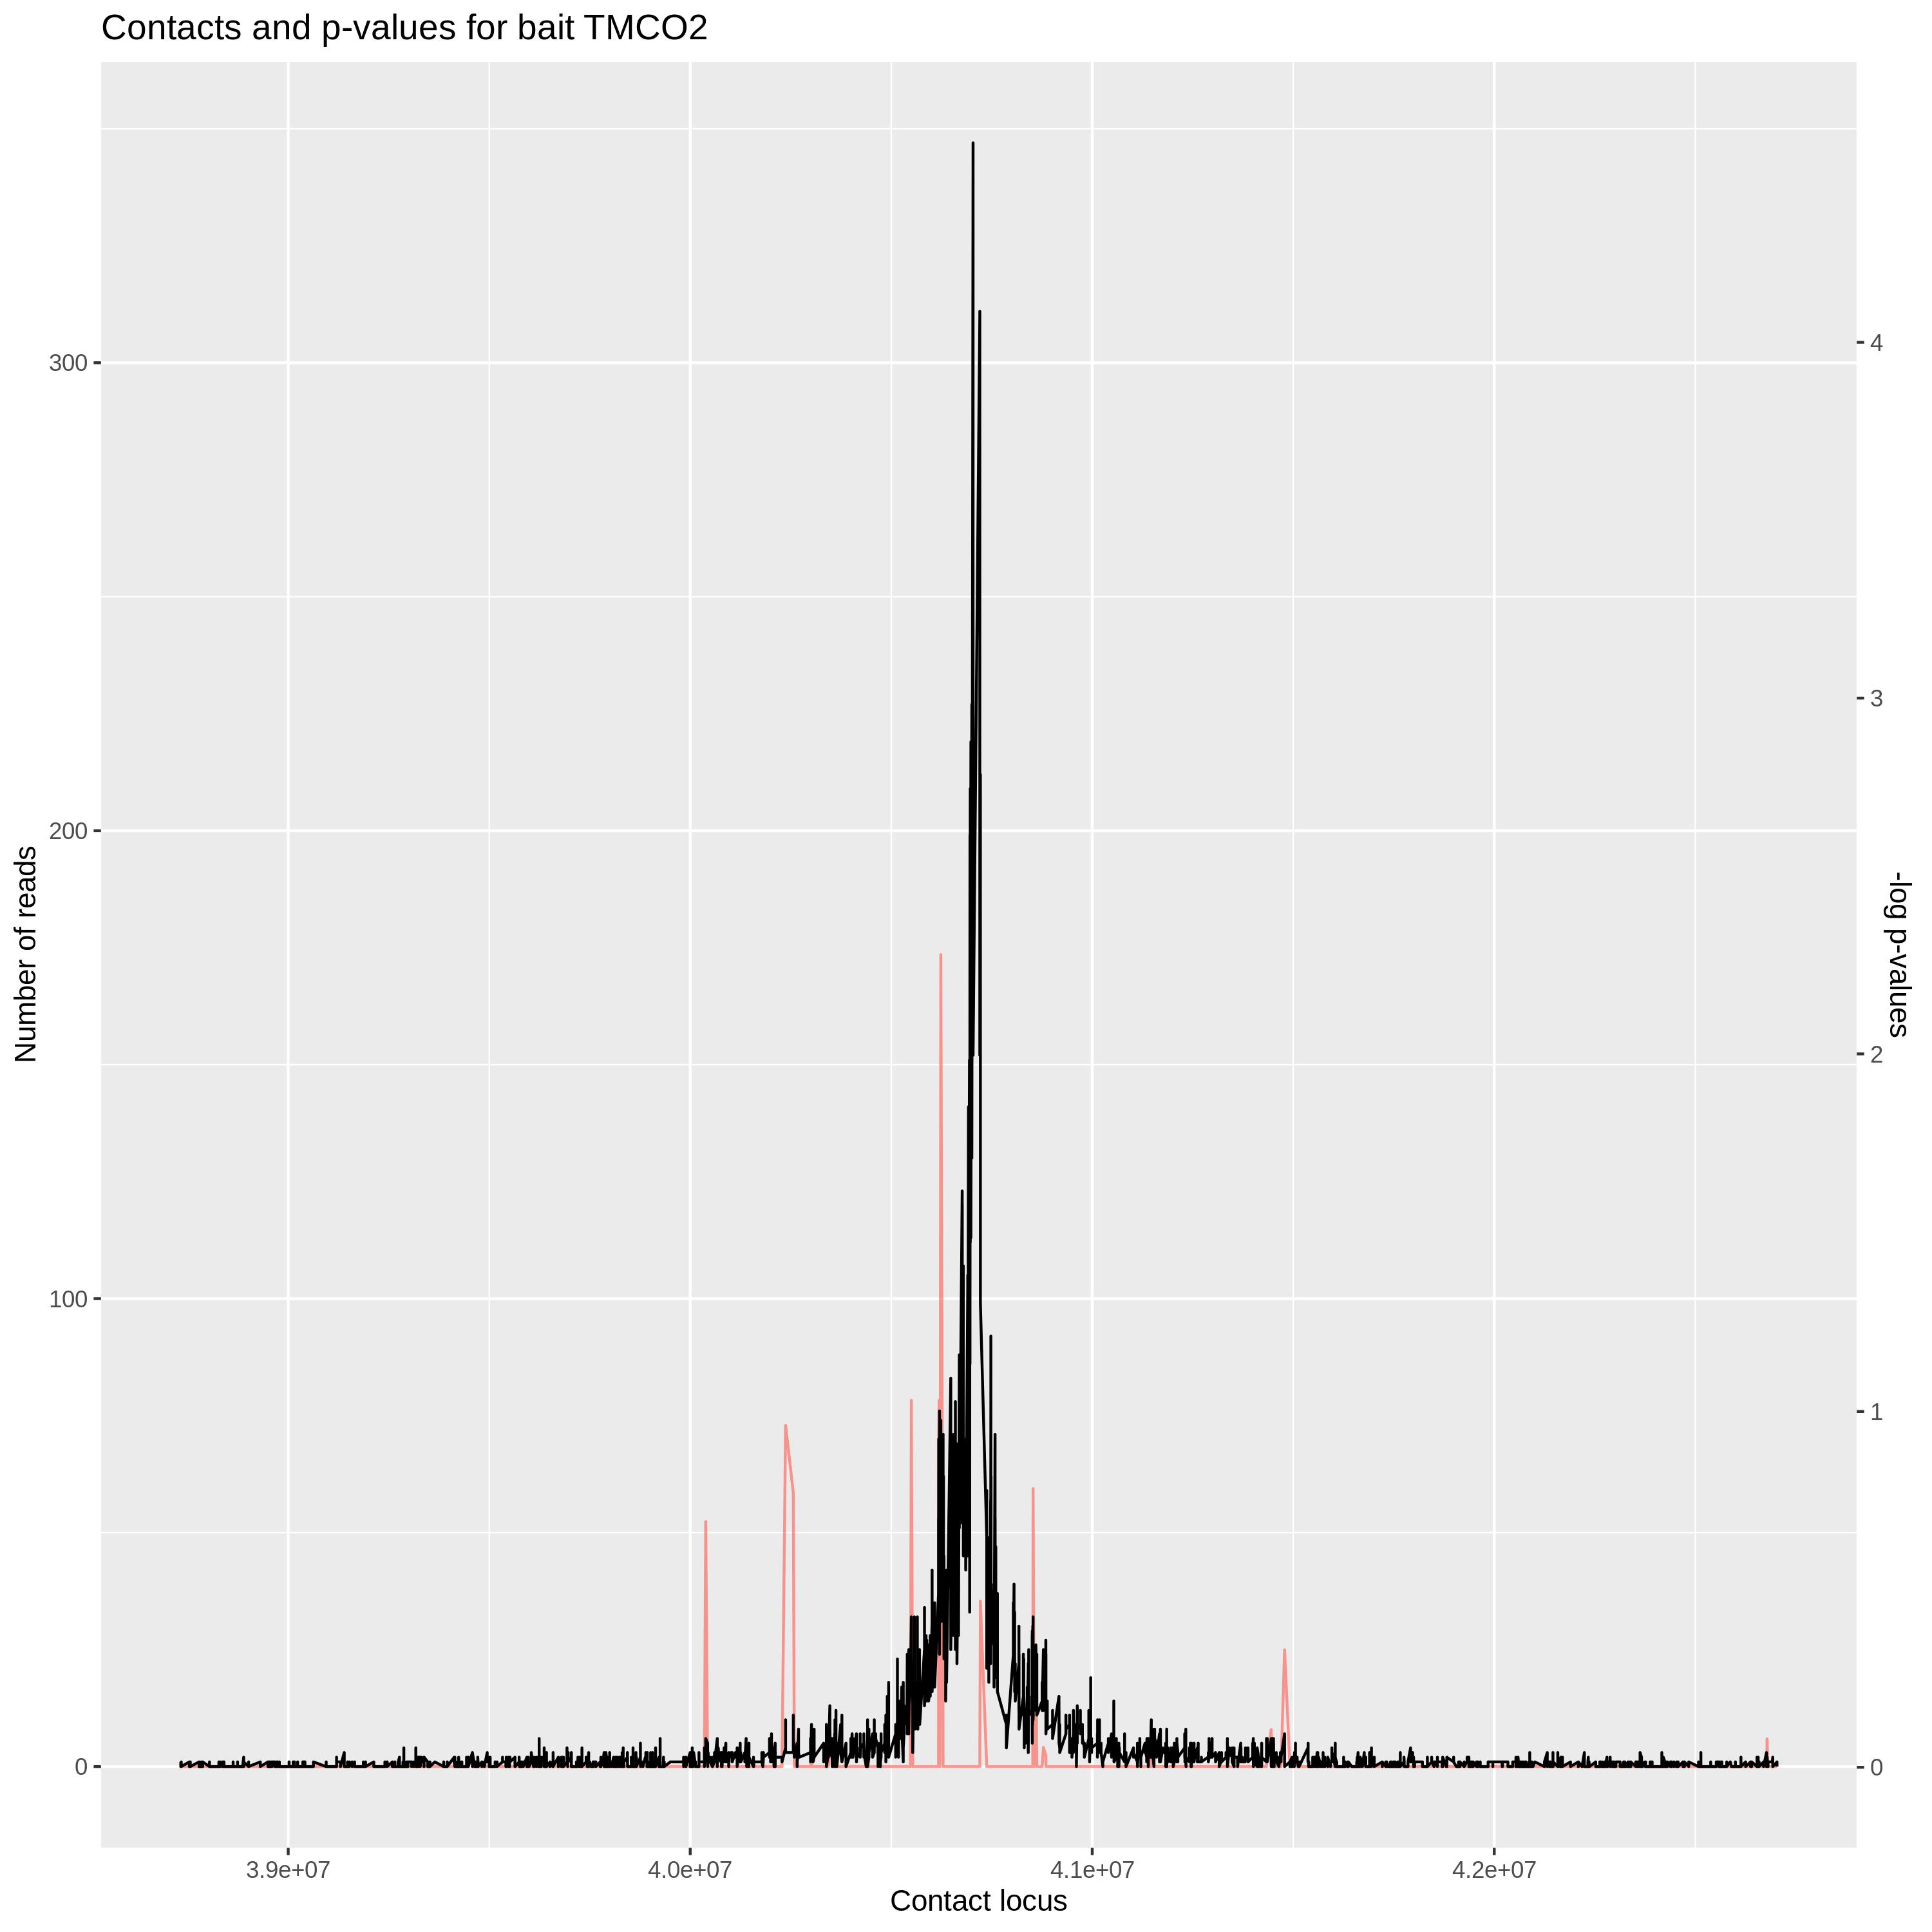 Contacts and p-values for bait TMCO2
Number of reads
300
200
100
0
4
3
2
1
0
-log p-values
3.9e+07
4.0e+07
4.1e+07
4.2e+07
Contact locus